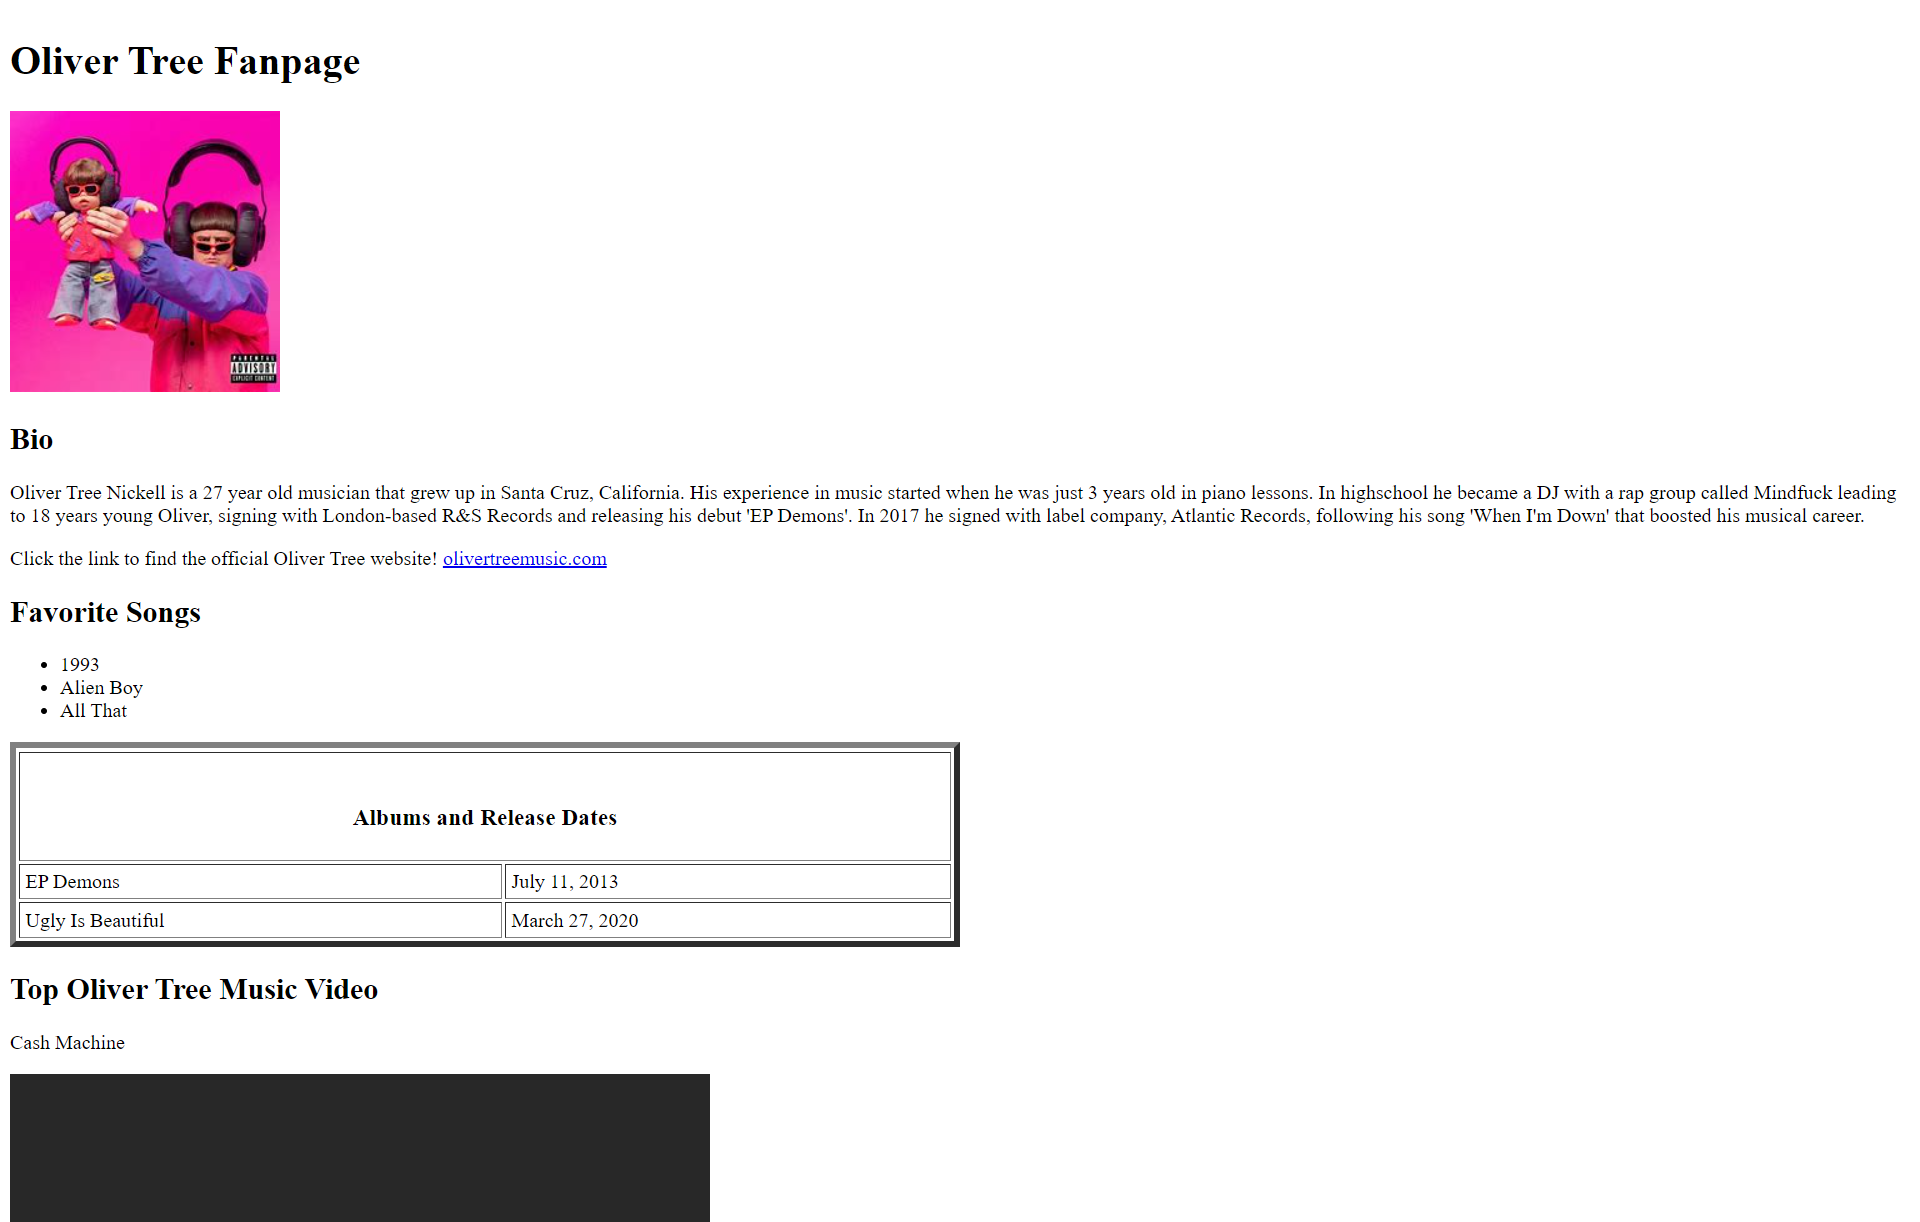 Oliver Tree Fanpage
PARENTAL
ADVISORY
EXPLICIT CONTENT
Bio
Oliver Tree Nickell is a 27 year old musician that grew up in Santa Cruz, California. His experience in music started when he was just 3 years old in piano lessons. In highschool he became a DJ with a rap group called Mindfuck leading
to 18 years young Oliver, signing with London-based R&S Records and releasing his debut 'EP Demons'. In 2017 he signed with label company, Atlantic Records, following his song 'When I'm Down' that boosted his musical career.
Click the link to find the official Oliver Tree website! olivertreemusic.com
Favorite Songs
• 1993
• Alien Boy
• All That
Albums and Release Dates
EP Demons July 11, 2013
Ugly Is Beautiful March 27, 2020
Top Oliver Tree Music Video
Cash Machine